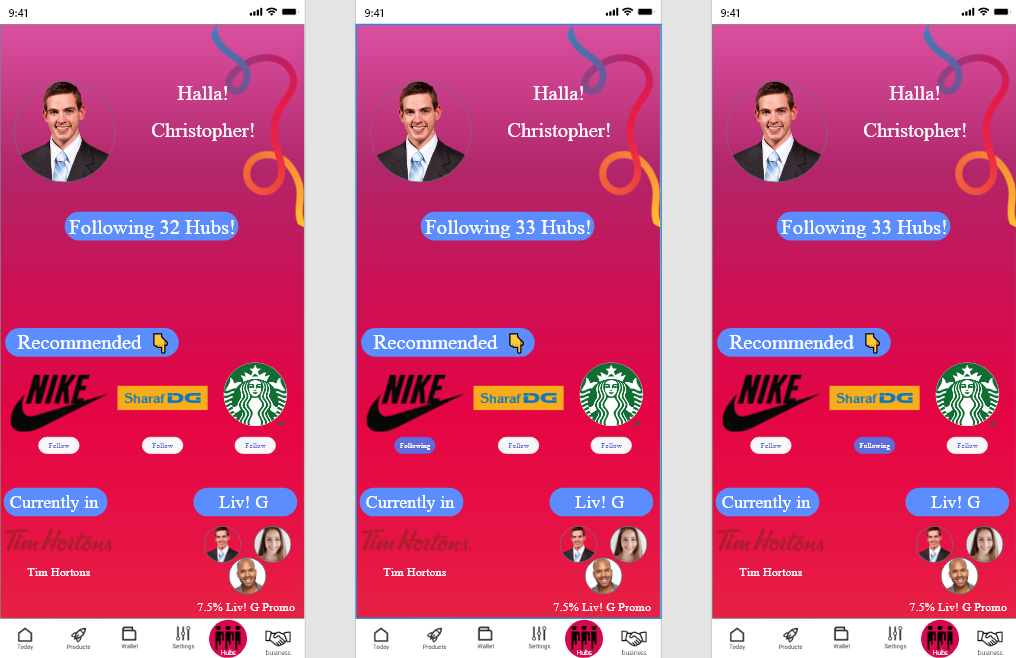 9:41
Halla!
Christopher!
Following 32 Hubs!
Recommended 👇
NIKE
Sharaf DG
Follow
Follow
Follow
Currently in
Liv! G
Tim Hortons
Tim Hortons
7.5% Liv! G Promo
Today
Products
Wallet
Settings
Hubs
business
9:41
Halla!
Christopher!
Following 33 Hubs!
Recommended 👇
NIKE
Sharaf DG
Following
Follow
Follow
Currently in
Liv! G
Tim Hortons
Tim Hortons
7.5% Liv! G Promo
Today
Products
Wallet
Settings
Hubs
business
9:41
Halla!
Christopher!
Following 33 Hubs!
Recommended 👇
NIKE
Sharaf DG
Follow
Following
Follow
Currently in
Liv! G
Tim Hortons
Tim Hortons
7.5% Liv! G Promo
Today
Products
Wallet
Settings
Hubs
business